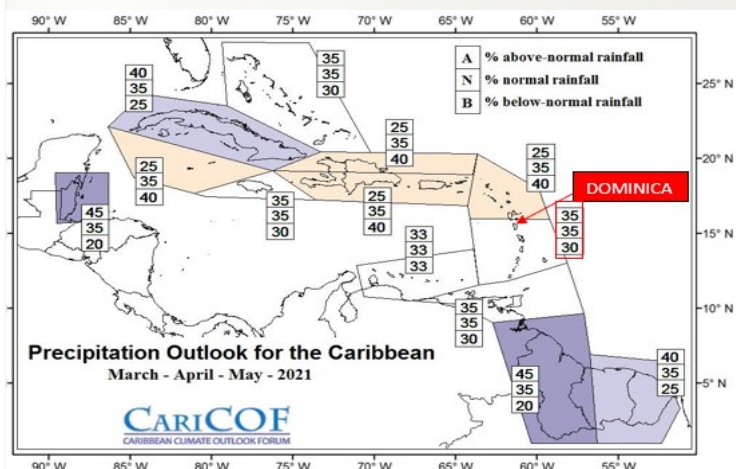 90° W 85° W 80° W 75° W 70° W 65° W 60° W 55° W
A % above-normal rainfall
N % normal rainfall
B % below-normal rainfall
35
35
30
40
35
25
25° N
25
35
40
20° N
25
35
40
25
35
40
DOMINICA
45
35
20
35
35
30
25
35
40
35
35
30
15° N
33
33
33
10° N
35
35
30
Precipitation Outlook for the Caribbean
March - April - May - 2021
45
35
20
40
35
25
5° N
CARICOF
CARIBBEAN CLIMATE OUTLOOK FORUM
90° W 85° W 80° W 75° W 70° W 65° W 60° W 55° W